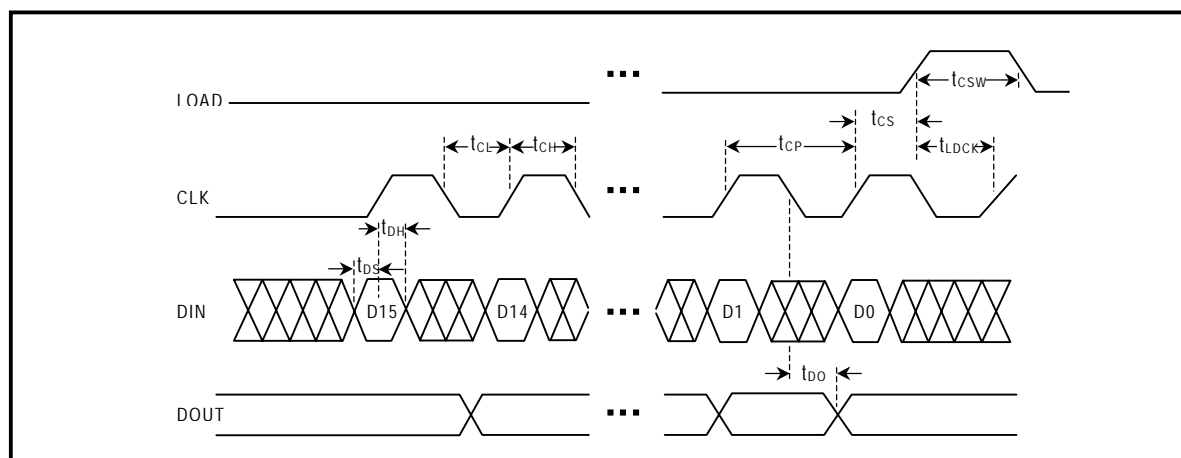 LOAD
tCSW
tCS
tCL
tCH
tCP
tLDCK
CLK
tDH
tDS
DIN
D15
D14
D1
D0
tDO
DOUT